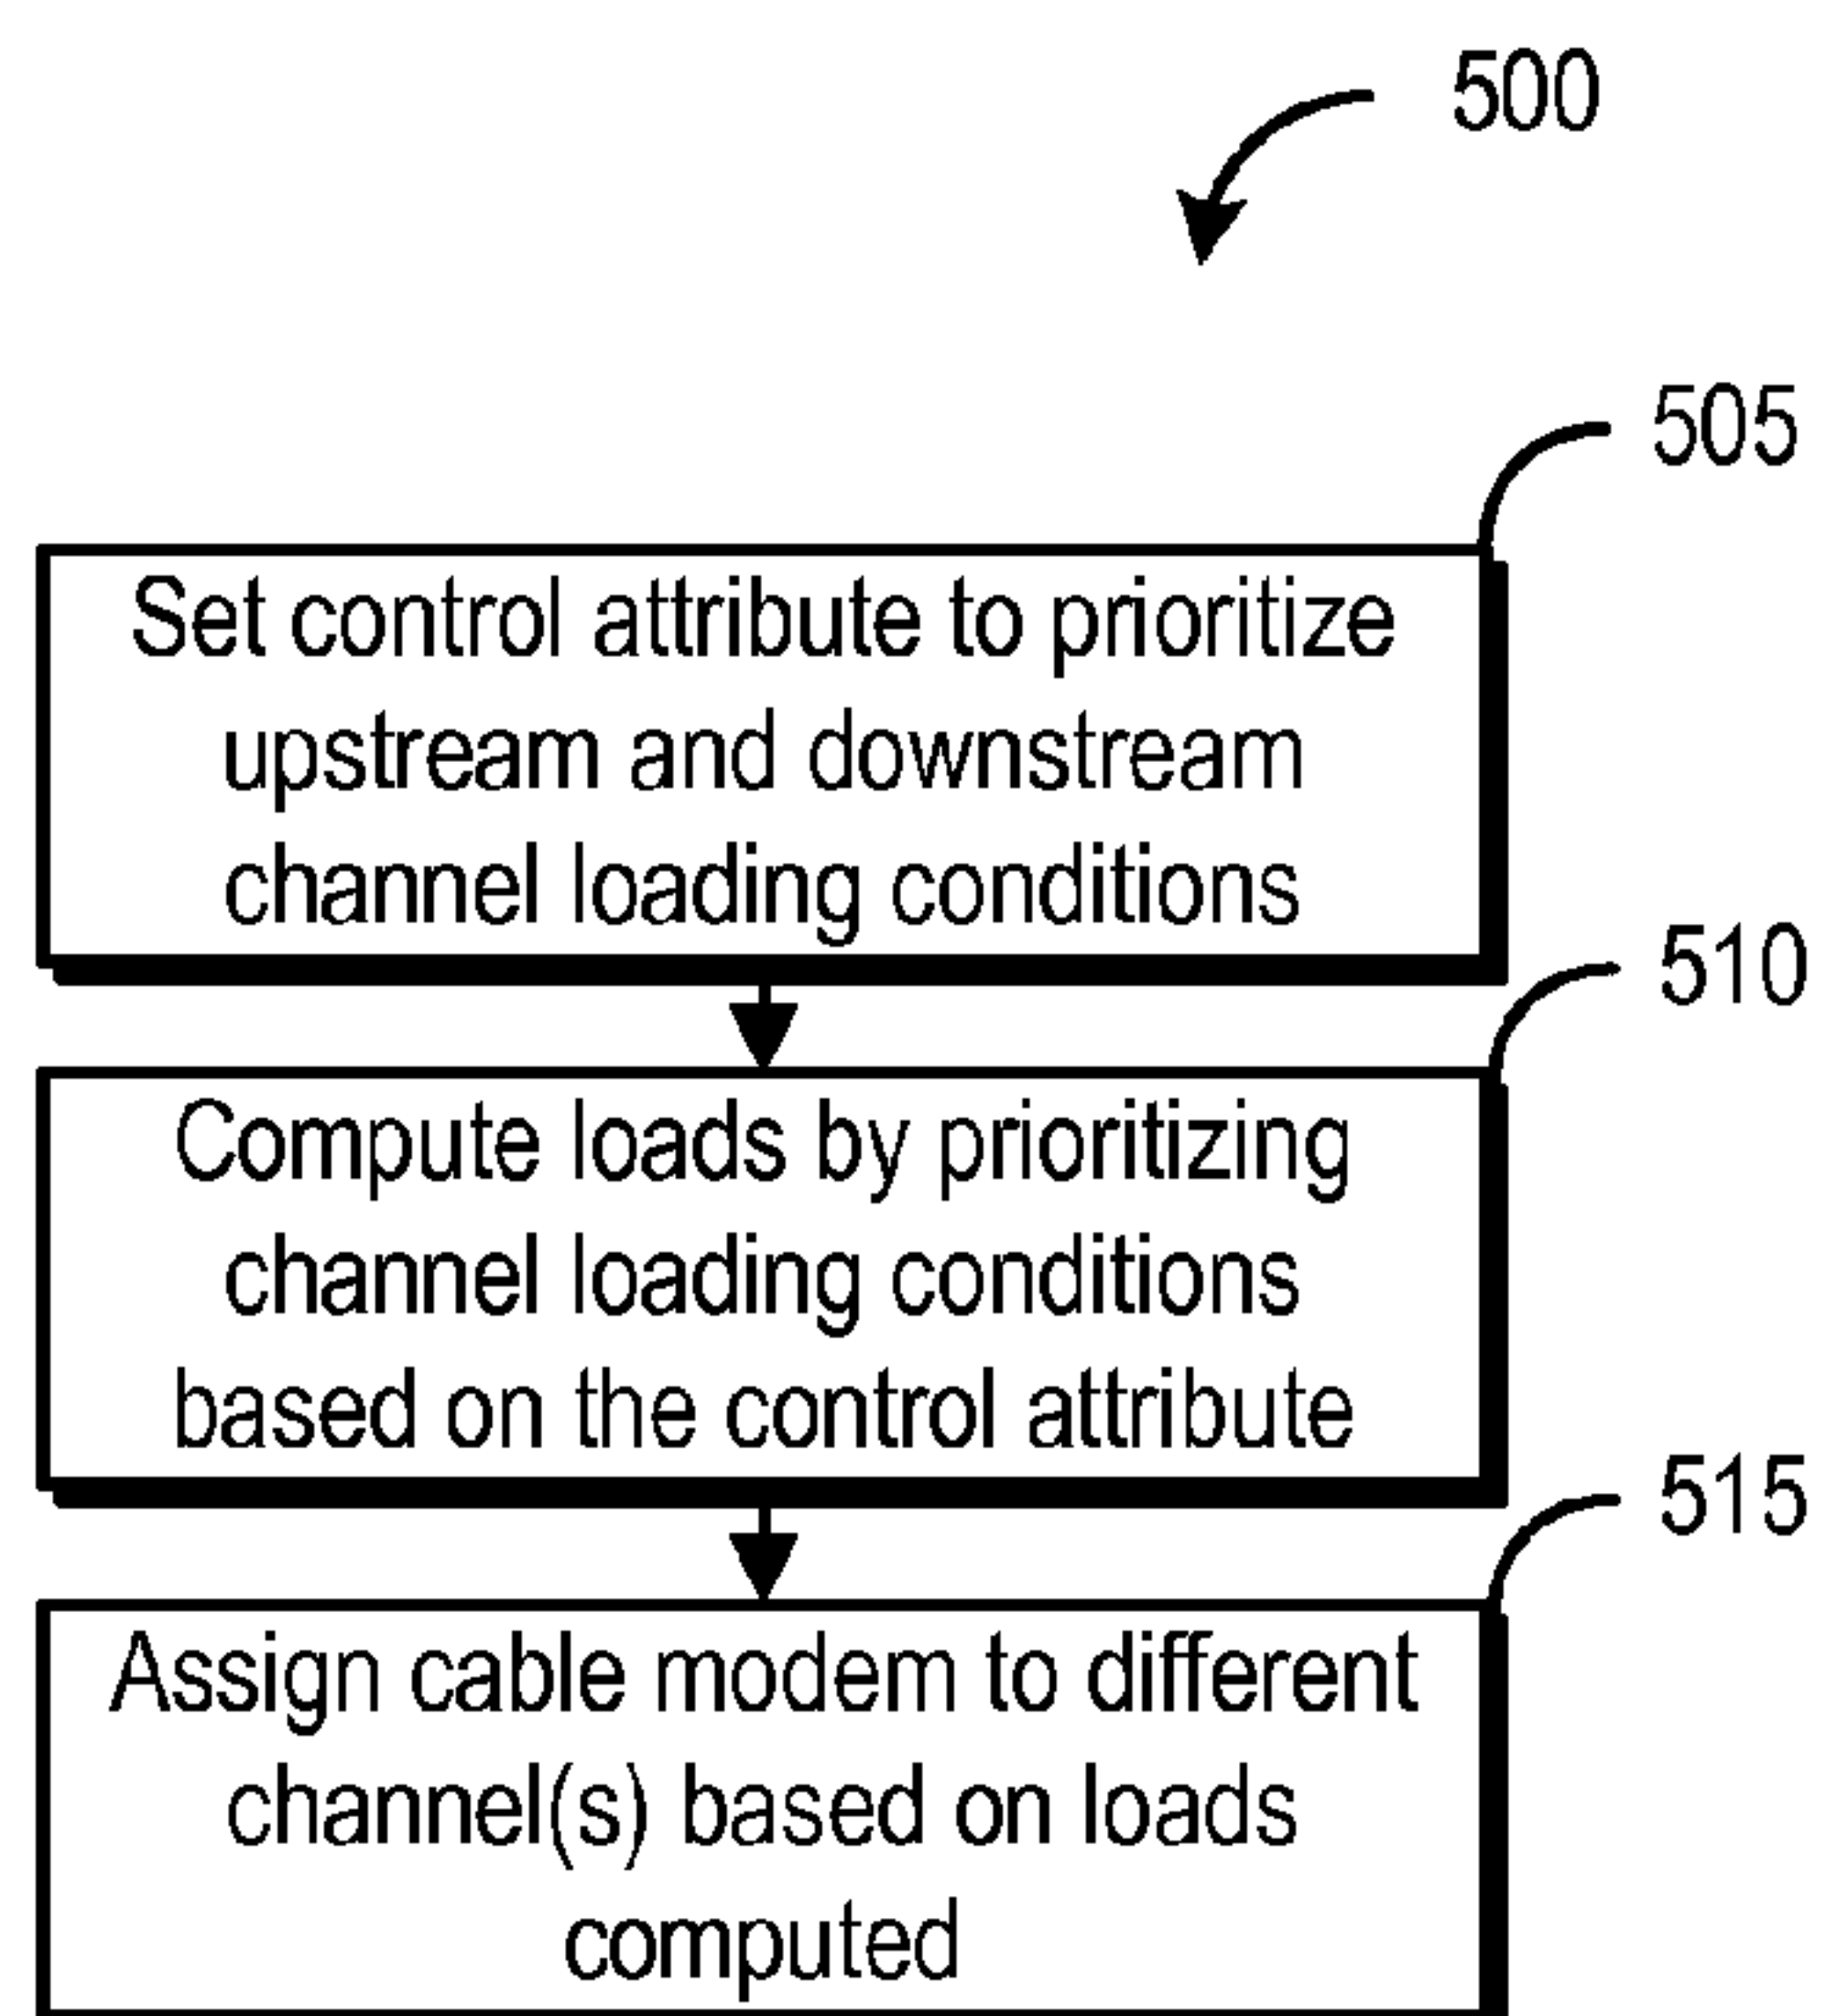 500
505
Set control attribute to prioritize
upstream and downstream
channel loading conditions
510
Compute loads by prioritizing
channel loading conditions
based on the control attribute
515
Assign cable modem to different
channel(s) based on loads
computed